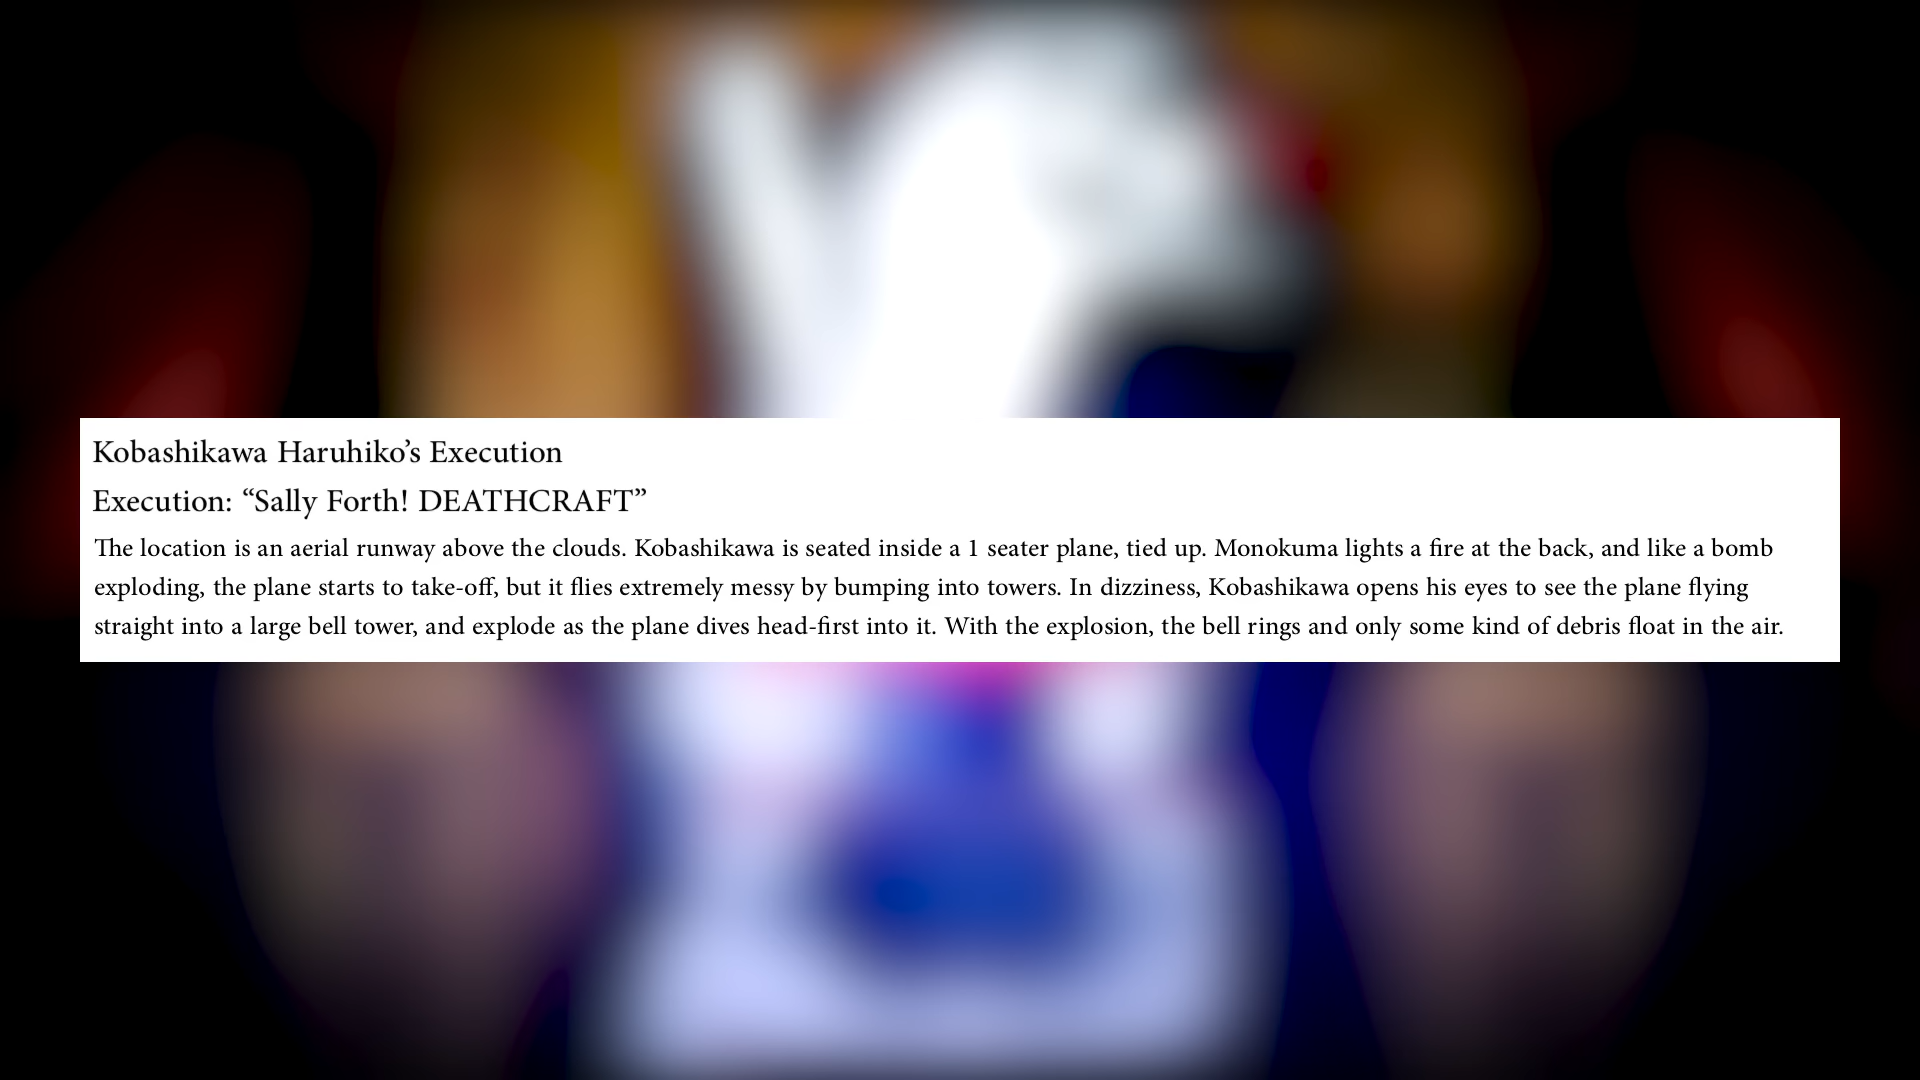 Kobashikawa Haruhiko’s Execution
Execution: “Sally Forth! DEATHCRAFT”
The location is an aerial runway above the clouds. Kobashikawa is seated inside a 1 seater plane, tied up. Monokuma lights a fire at the back, and like a bomb
exploding, the plane starts to take-off, but it flies extremely messy by bumping into towers. In dizziness, Kobashikawa opens his eyes to see the plane flying
straight into a large bell tower, and explode as the plane dives head-first into it. With the explosion, the bell rings and only some kind of debris float in the air.